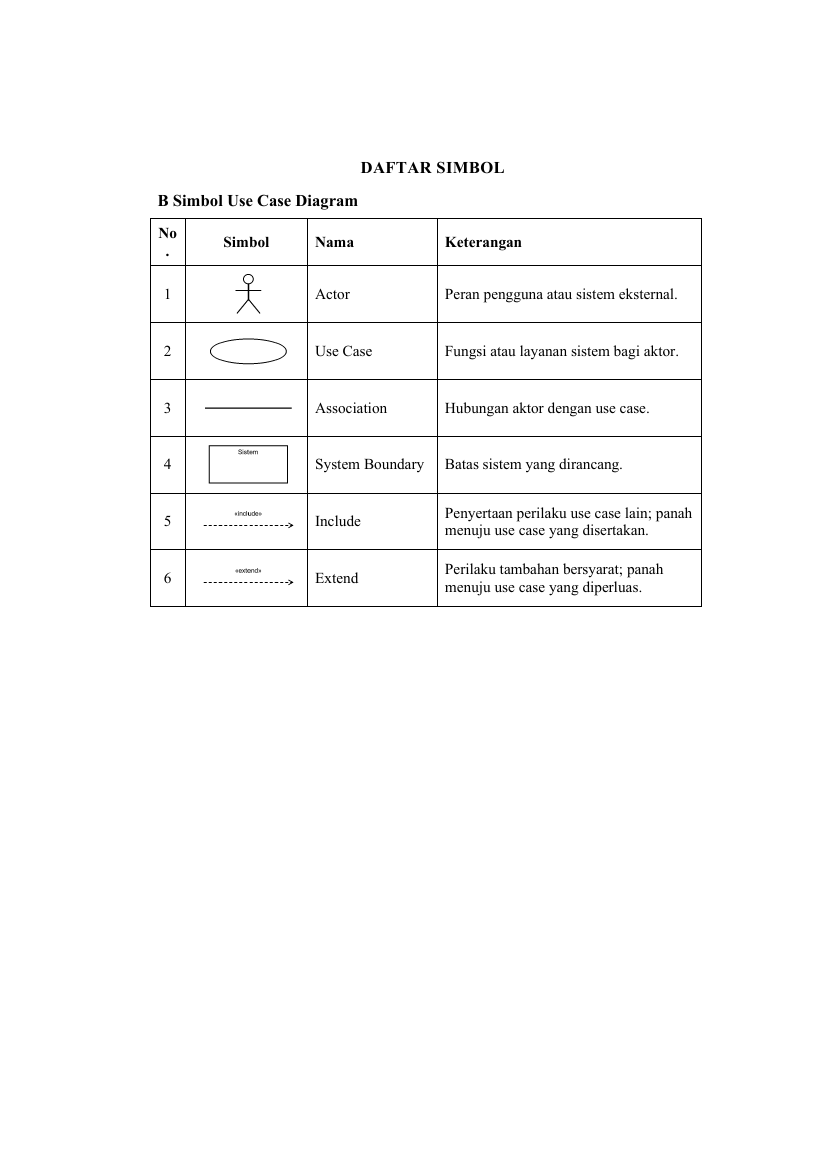 DAFTAR SIMBOL
B Simbol Use Case Diagram
No
.
Simbol
Nama
Keterangan
1
Actor
Peran pengguna atau sistem eksternal.
2
Use Case
Fungsi atau layanan sistem bagi aktor.
3
Association
Hubungan aktor dengan use case.
4
Sistem
System Boundary
Batas sistem yang dirancang.
5
«include»
Include
Penyertaan perilaku use case lain; panah
menuju use case yang disertakan.
6
«extend»
Extend
Perilaku tambahan bersyarat; panah
menuju use case yang diperluas.